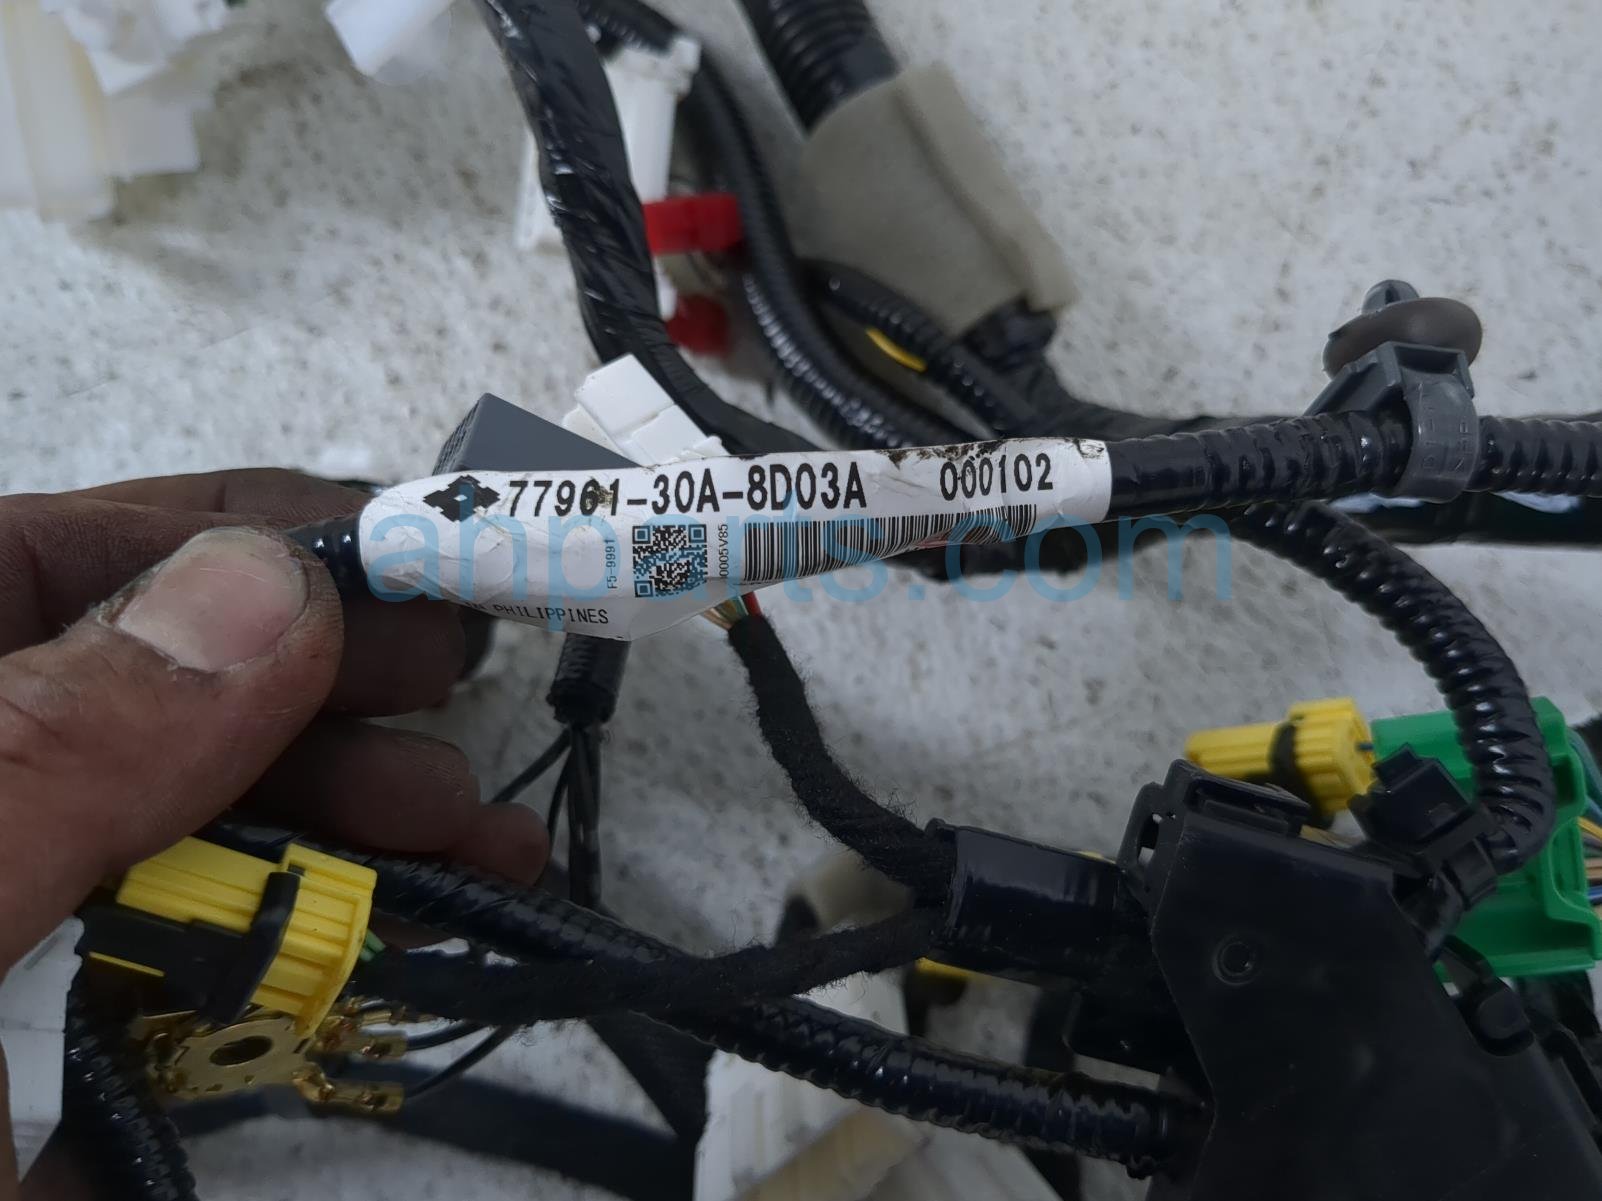 77961-30A-8D03A 000102
F5-9991
0005V85
PHILIPPINES
ahparts.com